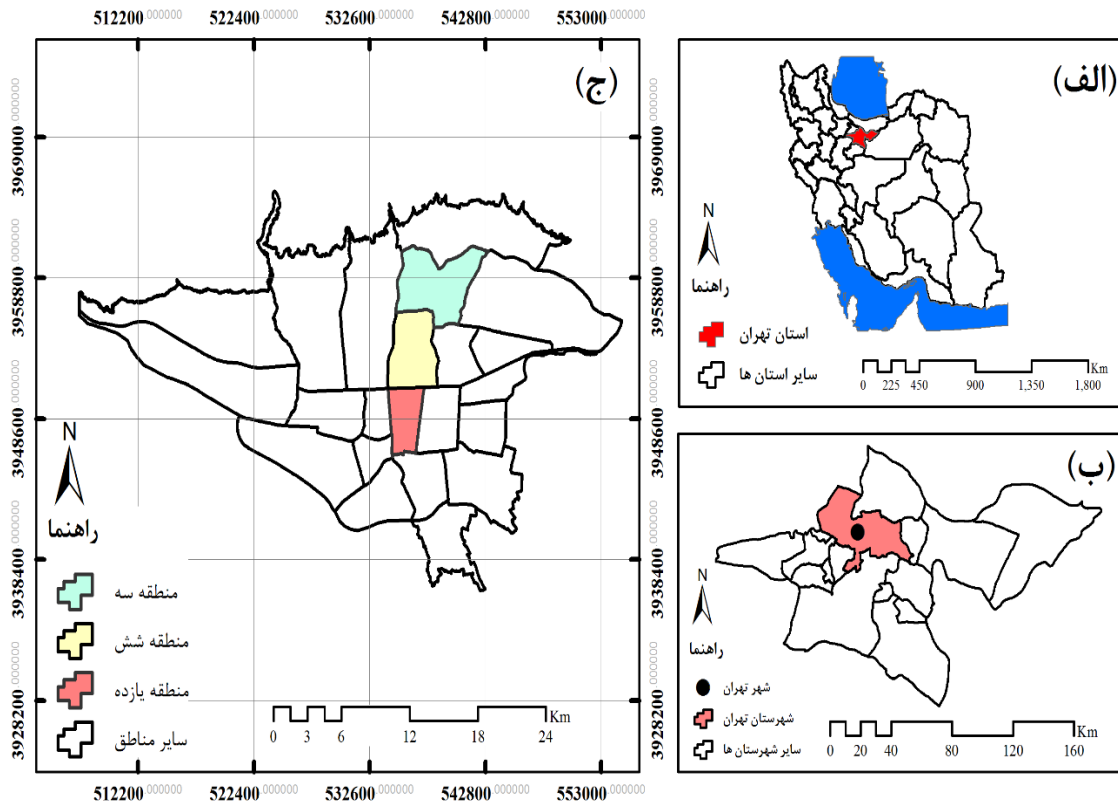 (الف)
N
راهنما
استان تهران
سایر استان ها
Km
0 225 450 900 1,350 1,800
(ب)
N
راهنما
شهر تهران
شهرستان تهران
سایر شهرستان ها
Km
0 20 40 80 120 160
512200.000000 522400.000000 532600.000000 542800.000000 553000.000000
(ج)
3969000.000000
3958800.000000
3948600.000000
3938400.000000
3928200.000000
3969000.000000
3958800.000000
3948600.000000
3938400.000000
3928200.000000
N
راهنما
منطقه سه
منطقه شش
منطقه یازده
سایر مناطق
Km
0 3 6 12 18 24
512200.000000 522400.000000 532600.000000 542800.000000 553000.000000